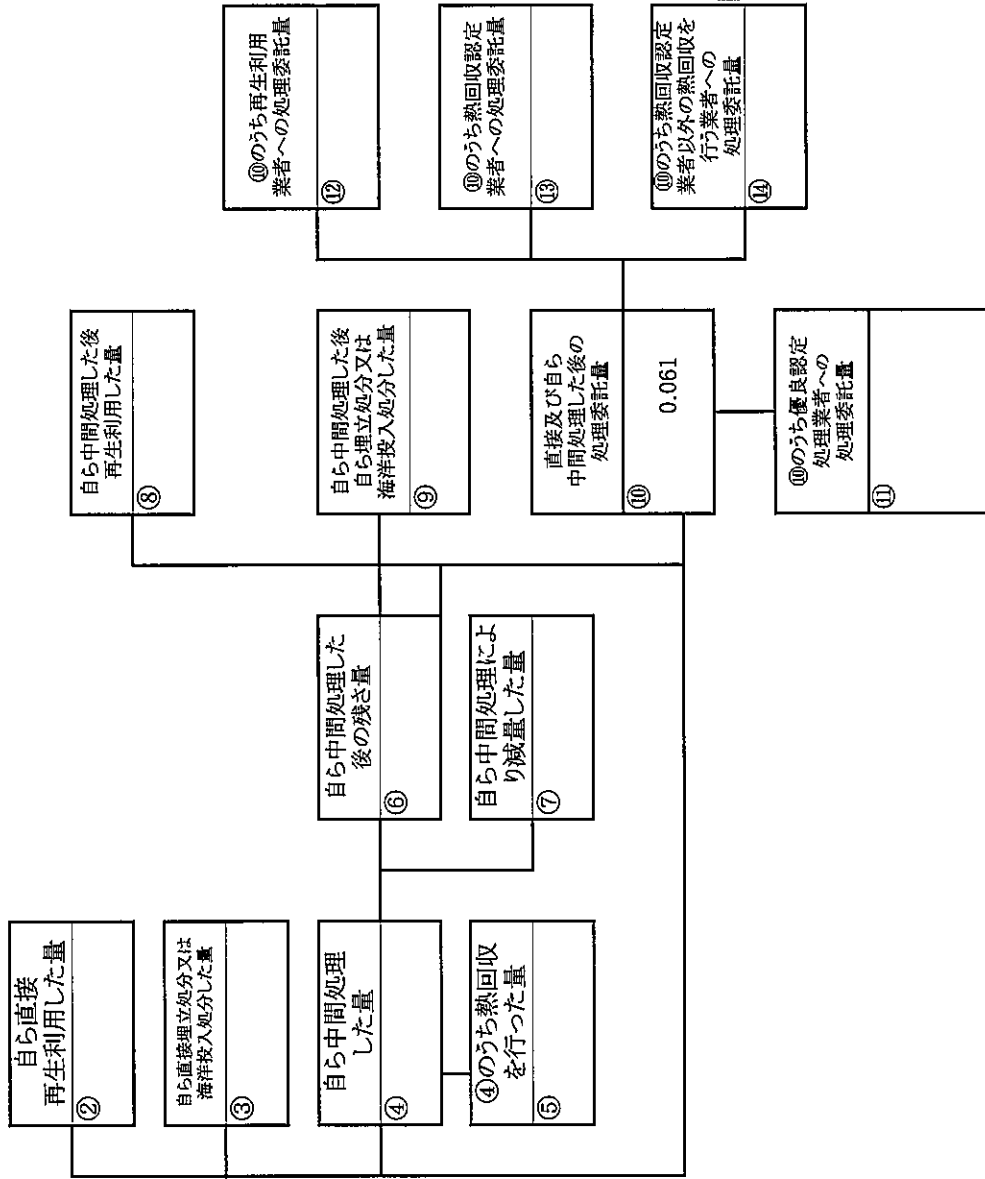 自ら直接
再生利用した量
②
自ら直接埋立処分又は
海洋投入処分した量
③
自ら中間処理
した量
④
④のうち熱回収
を行った量
⑤
自ら中間処理した
後の残さ量
⑥
自ら中間処理によ
り減量した量
⑦
自ら中間処理した後
再生利用した量
⑧
自ら中間処理した後
自ら埋立処分又は
海洋投入処分した量
⑨
直接及び自ら
中間処理した後の
処理委託量
⑩
0.061
⑩のうち優良認定
処理業者への
処理委託量
⑪
⑩のうち再生利用
業者への処理委託量
⑫
⑩のうち熱回収認定
業者への処理委託量
⑬
⑩のうち熱回収認定
業者以外の熱回収を
行う業者への
処理委託量
⑭